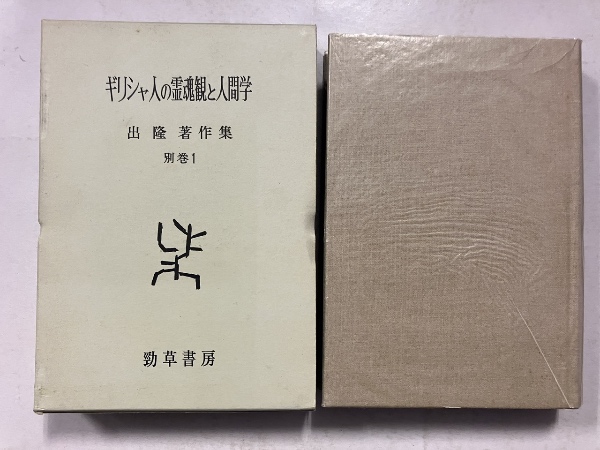 ギリシャ人の霊魂観と人間学
出隆著作集
別巻1
勁草書房